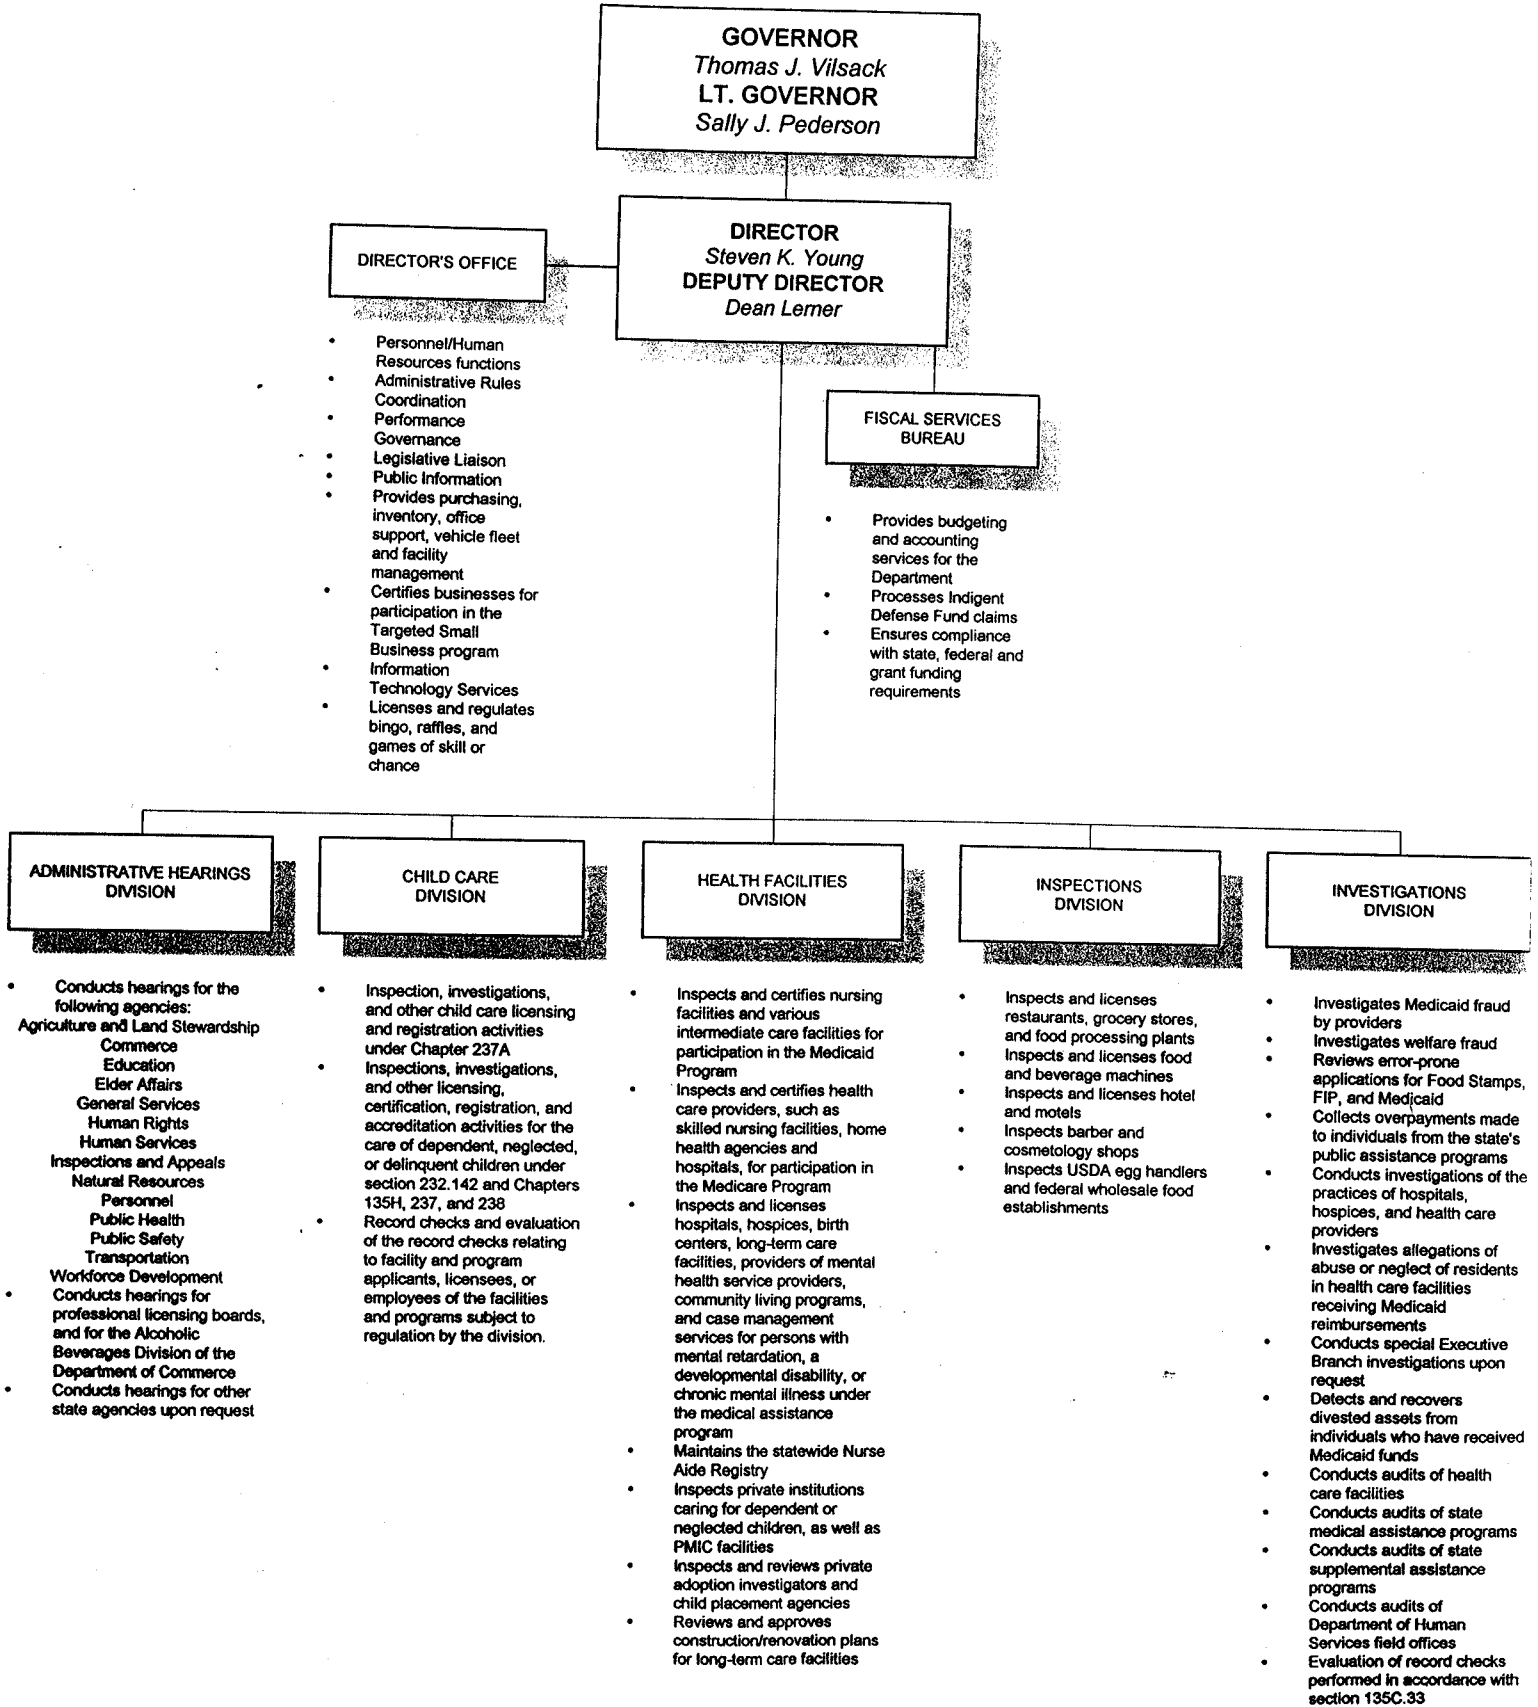 GOVERNOR
Thomas J. Vilsack
LT. GOVERNOR
Sally J. Pederson
DIRECTOR
Steven K. Young
DEPUTY DIRECTOR
Dean Lerner
DIRECTOR'S OFFICE
• Personnel/Human
Resources functions
• Administrative Rules
Coordination
• Performance
Governance
• Legislative Liaison
• Public Information
• Provides purchasing,
inventory, office
support, vehicle fleet
and facility
management
• Certifies businesses for
participation in the
Targeted Small
Business program
• Information
Technology Services
• Licenses and regulates
bingo, raffles, and
games of skill or
chance
FISCAL SERVICES
BUREAU
• Provides budgeting
and accounting
services for the
Department
• Processes Indigent
Defense Fund claims
• Ensures compliance
with state, federal and
grant funding
requirements
ADMINISTRATIVE HEARINGS
DIVISION
• Conducts hearings for the
following agencies:
Agriculture and Land Stewardship
Commerce
Education
Elder Affairs
General Services
Human Rights
Human Services
Inspections and Appeals
Natural Resources
Personnel
Public Health
Public Safety
Transportation
Workforce Development
• Conducts hearings for
professional licensing boards,
and for the Alcoholic
Beverages Division of the
Department of Commerce
• Conducts hearings for other
state agencies upon request
CHILD CARE
DIVISION
• Inspection, investigations,
and other child care licensing
and registration activities
under Chapter 237A
• Inspections, investigations,
and other licensing,
certification, registration, and
accreditation activities for the
care of dependent, neglected,
or delinquent children under
section 232.142 and Chapters
135H, 237, and 238
• Record checks and evaluation
of the record checks relating
to facility and program
applicants, licensees, or
employees of the facilities
and programs subject to
regulation by the division.
HEALTH FACILITIES
DIVISION
• Inspects and certifies nursing
facilities and various
intermediate care facilities for
participation in the Medicaid
Program
• Inspects and certifies health
care providers, such as
skilled nursing facilities, home
health agencies and
hospitals, for participation in
the Medicare Program
• Inspects and licenses
hospitals, hospices, birth
centers, long-term care
facilities, providers of mental
health service providers,
community living programs,
and case management
services for persons with
mental retardation, a
developmental disability, or
chronic mental illness under
the medical assistance
program
• Maintains the statewide Nurse
Aide Registry
• Inspects private institutions
caring for dependent or
neglected children, as well as
PMIC facilities
• Inspects and reviews private
adoption investigators and
child placement agencies
• Reviews and approves
construction/renovation plans
for long-term care facilities
INSPECTIONS
DIVISION
• Inspects and licenses
restaurants, grocery stores,
and food processing plants
• Inspects and licenses food
and beverage machines
• Inspects and licenses hotel
and motels
• Inspects barber and
cosmetology shops
• Inspects USDA egg handlers
and federal wholesale food
establishments
INVESTIGATIONS
DIVISION
• Investigates Medicaid fraud
by providers
• Investigates welfare fraud
• Reviews error-prone
applications for Food Stamps,
FIP, and Medicaid
• Collects overpayments made
to individuals from the state's
public assistance programs
• Conducts investigations of the
practices of hospitals,
hospices, and health care
providers
• Investigates allegations of
abuse or neglect of residents
in health care facilities
receiving Medicaid
reimbursements
• Conducts special Executive
Branch investigations upon
request
• Detects and recovers
divested assets from
individuals who have received
Medicaid funds
• Conducts audits of health
care facilities
• Conducts audits of state
medical assistance programs
• Conducts audits of state
supplemental assistance
programs
• Conducts audits of
Department of Human
Services field offices
• Evaluation of record checks
performed in accordance with
section 135C.33